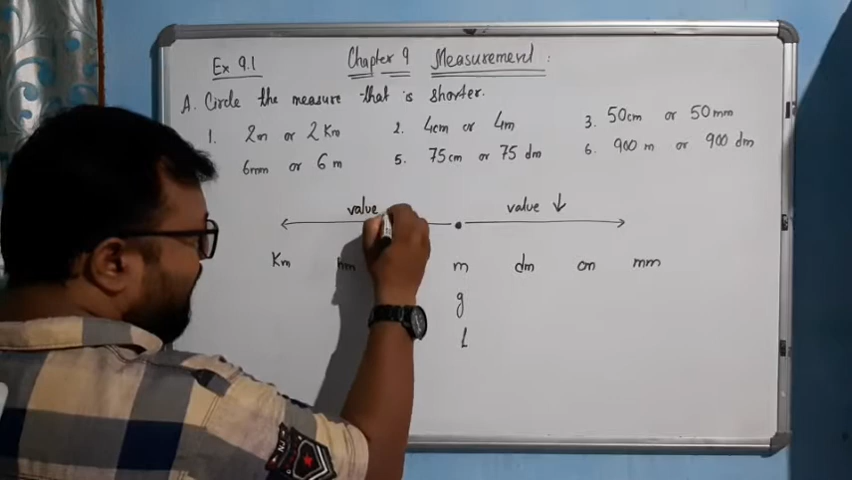 Ex 9.1 Chapter 9 Measurement :
A. Circle the measure that is shorter.
1. 2m or 2 Km 2. 4cm or 4m 3. 50cm or 50mm
6mm or 6 m 5. 75cm or 75 dm 6. 900 m or 900 dm
value value ↓
Km m dm cm mm
g
L